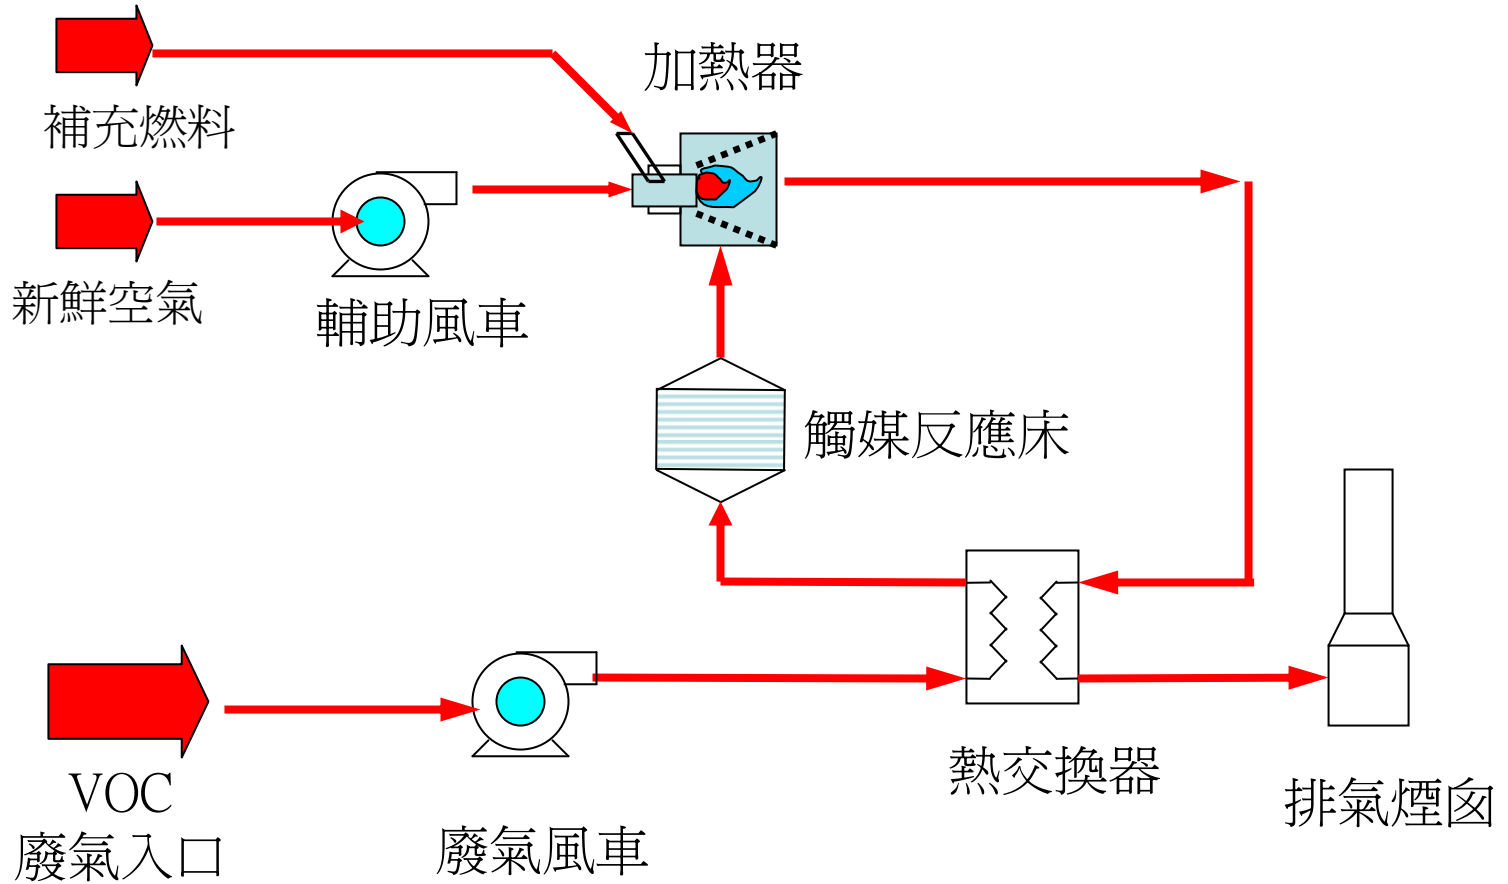 加熱器
補充燃料
新鮮空氣
輔助風車
觸媒反應床
熱交換器
排氣煙囪
VOC
廢氣入口
廢氣風車